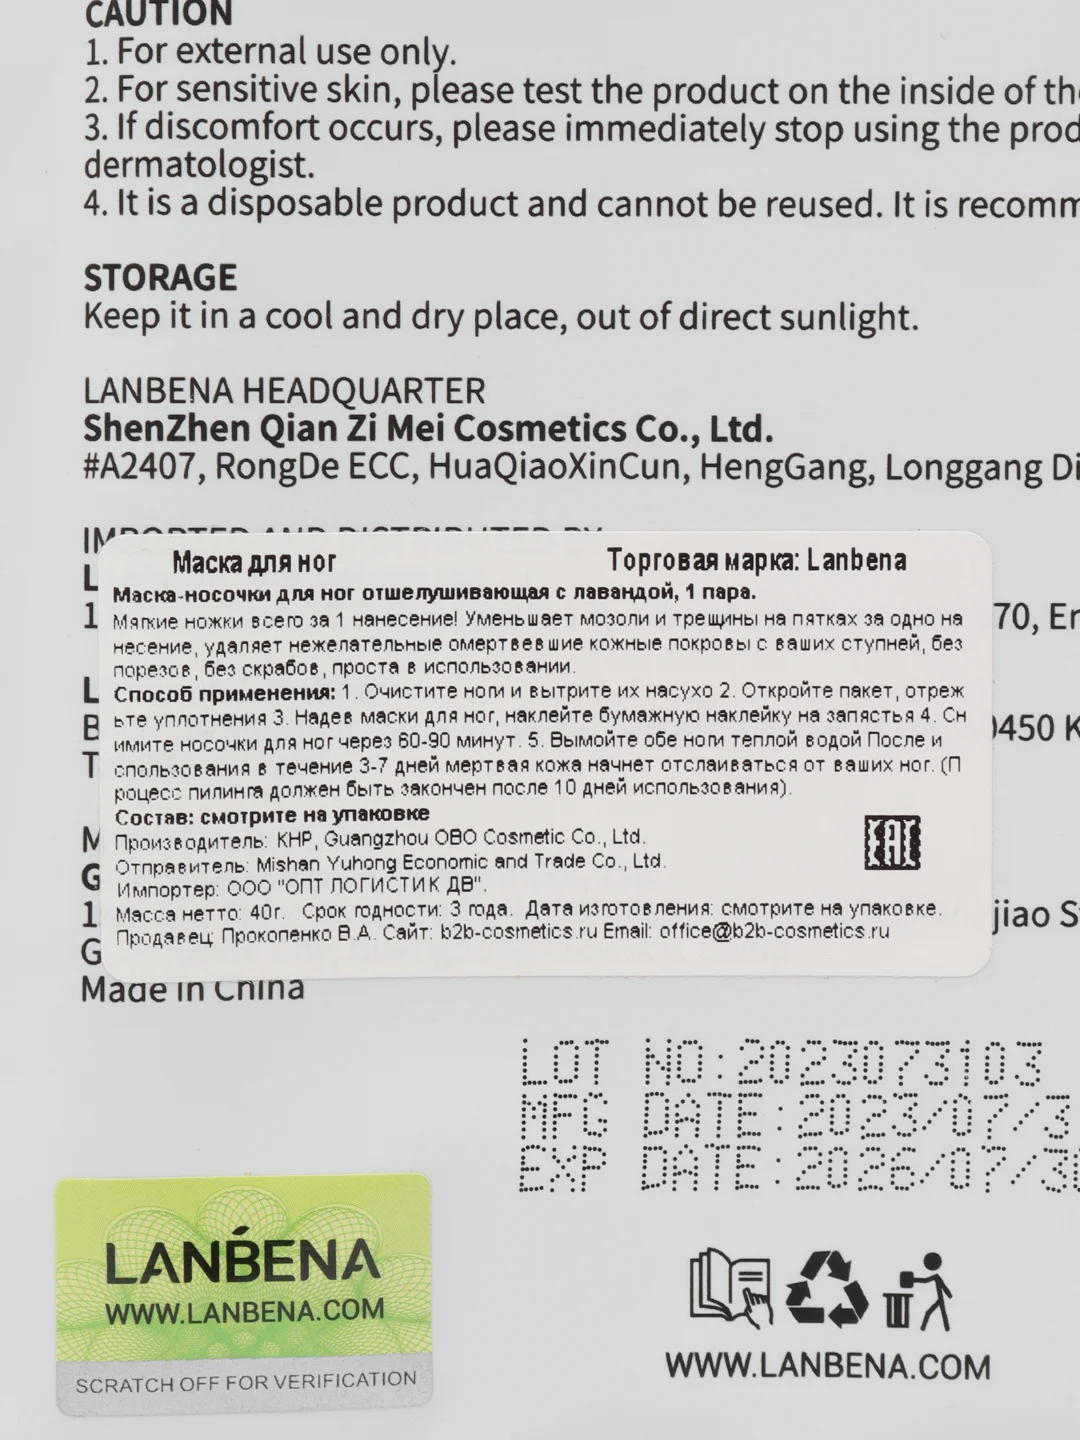 CAUTION
1. For external use only.
2. For sensitive skin, please test the product on the inside of
3. If discomfort occurs, please immediately stop using the
dermatologist.
4. It is a disposable product and cannot be reused. It is
STORAGE
Keep it in a cool and dry place, out of direct sunlight.
LANBENA HEADQUARTER
ShenZhen Qian Zi Mei Cosmetics Co., Ltd.
#A2407, RongDe ECC, HuaQiaoXinCun, HengGang, Longgang
IMPORTED AND DISTRIBUTED BY
Маска для ног Торговая марка: Lanbena
Маска-носочки для ног отшелушивающая с лавандой, 1 пара.
Мягкие ножки всего за 1 нанесение! Уменьшает мозоли и трещины на пятках за одно на
несение, удаляет нежелательные омертвевшие кожные покровы с ваших ступней, без
порезов, без скрабов, проста в использовании.
Способ применения: 1. Очистите ноги и вытрите их насухо 2. Откройте пакет, отреж
ьте уплотнения 3. Надев маски для ног, наклейте бумажную наклейку на запястья 4. Сн
имите носочки для ног через 60-90 минут. 5. Вымойте обе ноги теплой водой После и
спользования в течение 3-7 дней мертвая кожа начнет отслаиваться от ваших ног. (П
роцесс пилинга должен быть закончен после 10 дней использования).
Состав: смотрите на упаковке
Производитель: КНР, Guangzhou OBO Cosmetic Co., Ltd.
Отправитель: Mishan Yuhong Economic and Trade Co., Ltd.
Импортер: ООО "ОПТ ЛОГИСТИК ДВ".
Масса нетто: 40г. Срок годности: 3 года. Дата изготовления: смотрите на упаковке.
Продавец: Прокопенко В.А. Сайт: b2b-cosmetics.ru Email: office@b2b-cosmetics.ru
EAC
Made in China
LOT NO:2023073103
MFG DATE:2023/07/3
EXP DATE:2026/07/30
LANBENA
WWW.LANBENA.COM
SCRATCH OFF FOR VERIFICATION
WWW.LANBENA.COM